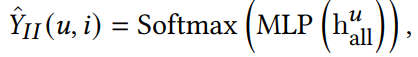 Ŷ_{II}(u, i) = Softmax (MLP (h^u_{all})),